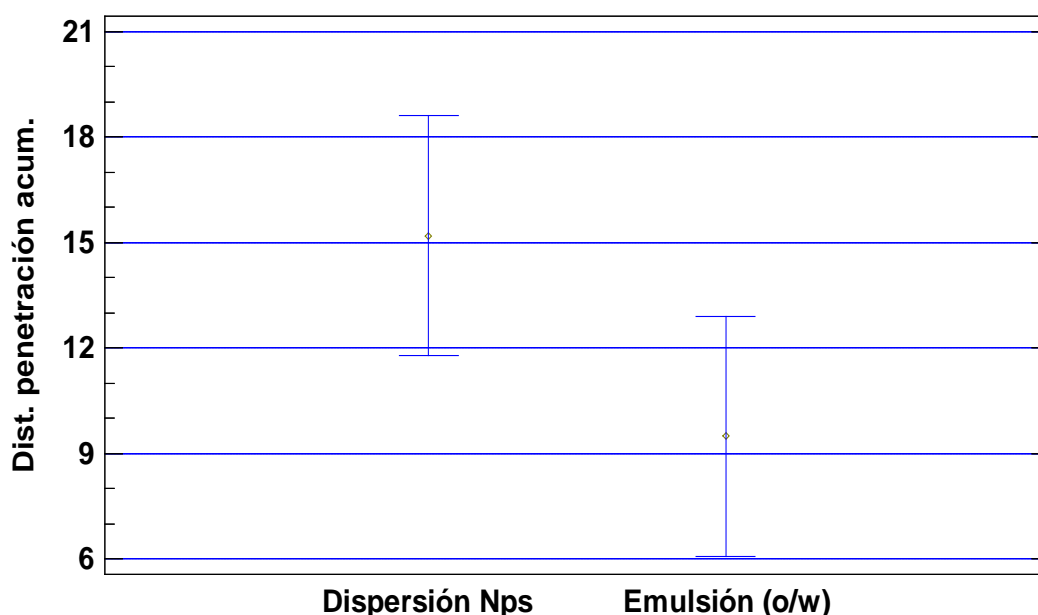 Dist. penetración acum.
21
18
15
12
9
6
Dispersión Nps
Emulsión (o/w)